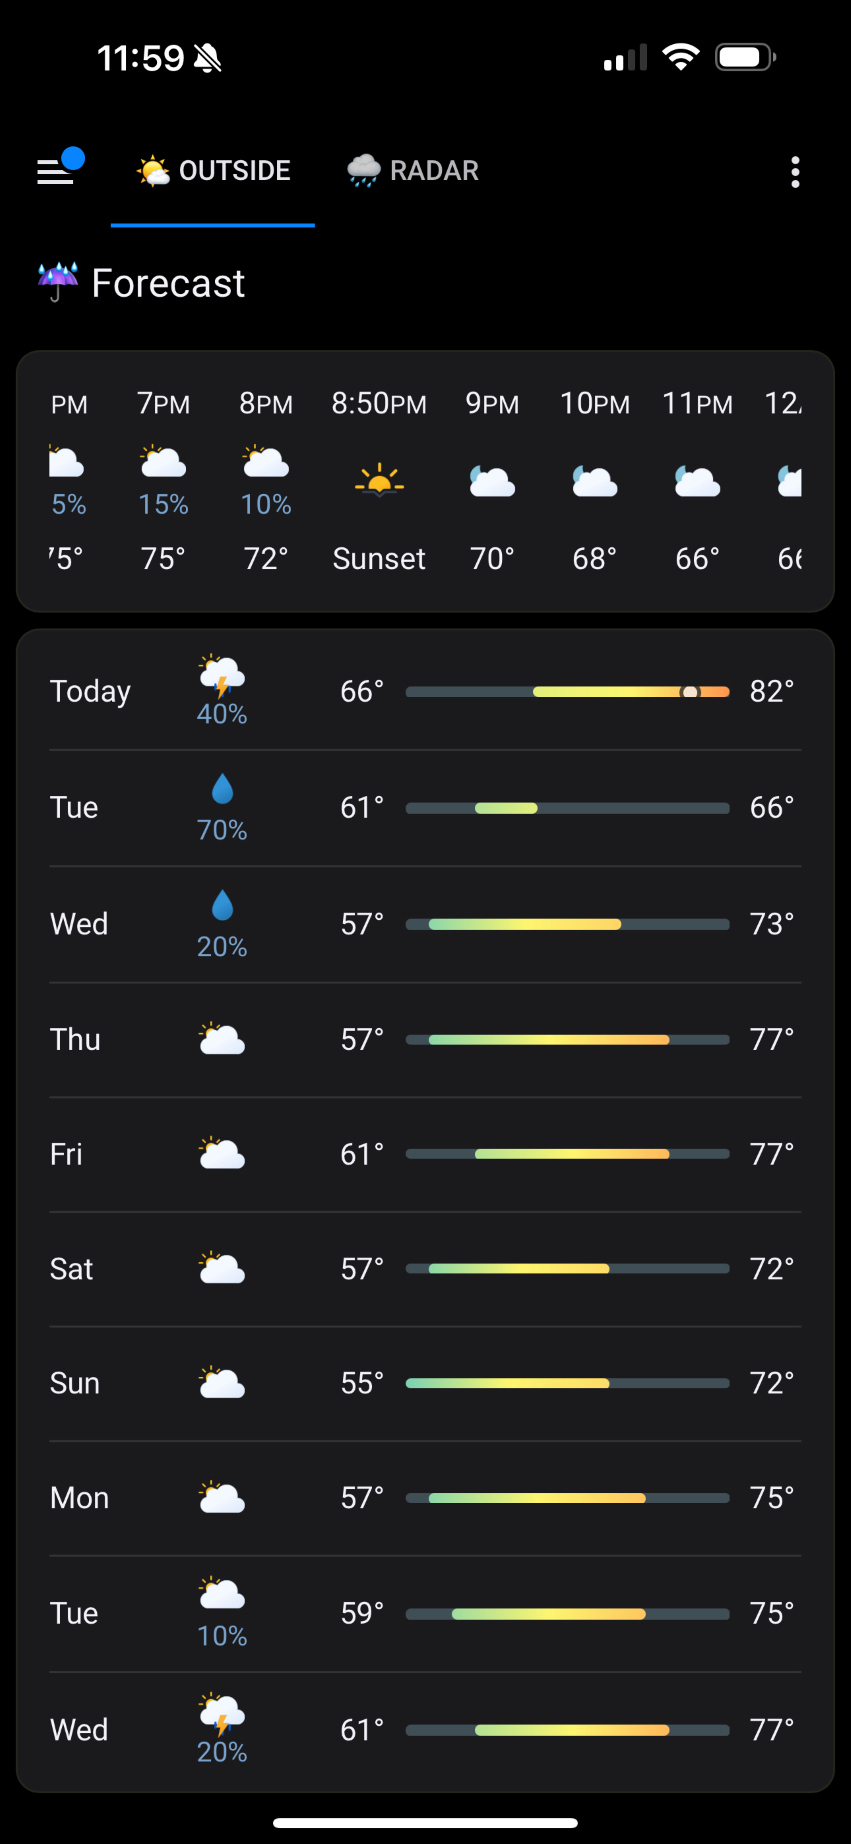 11:59
OUTSIDE RADAR
Forecast
PM 7PM 8PM 8:50PM 9PM 10PM 11PM 12
5% 15% 10%
75° 75° 72° Sunset 70° 68° 66° 66
Today 40% 66° 82°
Tue 70% 61° 66°
Wed 20% 57° 73°
Thu 57° 77°
Fri 61° 77°
Sat 57° 72°
Sun 55° 72°
Mon 57° 75°
Tue 10% 59° 75°
Wed 20% 61° 77°